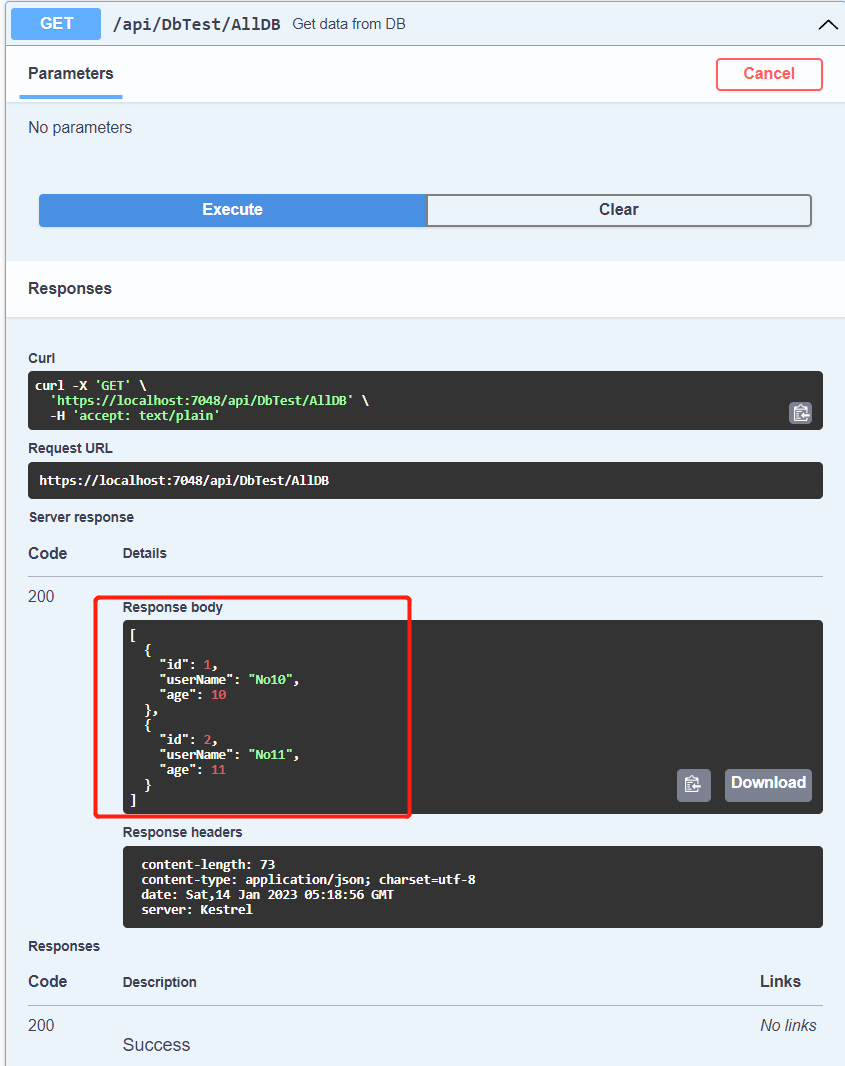 GET /api/DbTest/AllDB Get data from DB
Parameters Cancel
No parameters
Execute Clear
Responses
Curl
curl -X 'GET' \
  'https://localhost:7048/api/DbTest/AllDB' \
  -H 'accept: text/plain'
Request URL
https://localhost:7048/api/DbTest/AllDB
Server response
Code Details
200
Response body
[
  {
    "id": 1,
    "userName": "No10",
    "age": 10
  },
  {
    "id": 2,
    "userName": "No11",
    "age": 11
  }
]
Download
Response headers
content-length: 73
content-type: application/json; charset=utf-8
date: Sat,14 Jan 2023 05:18:56 GMT
server: Kestrel
Responses
Code Description Links
200 No links
Success